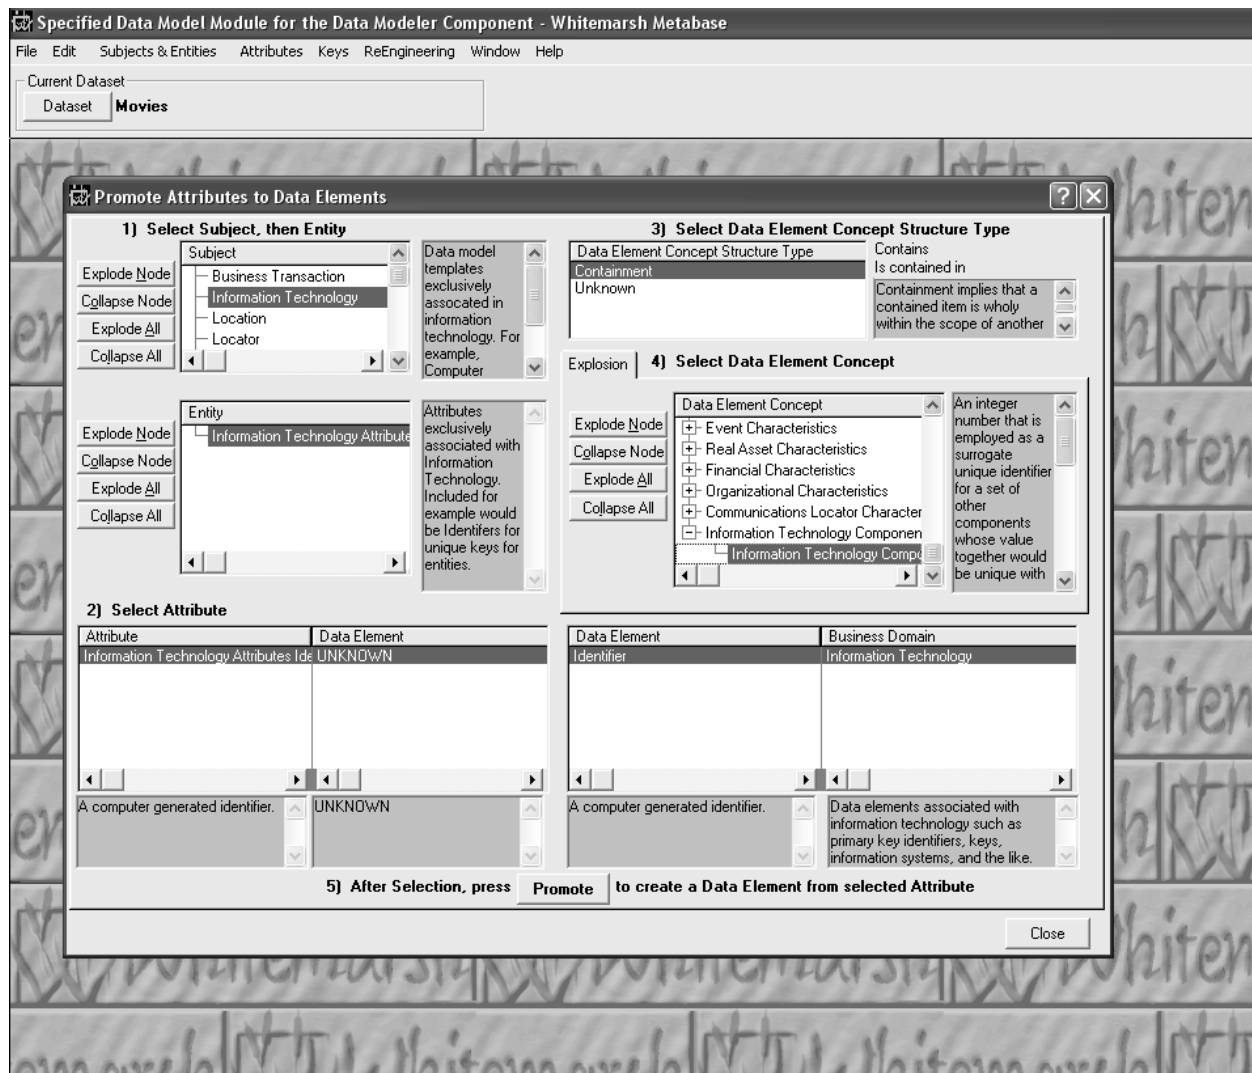 Specified Data Model Module for the Data Modeler Component - Whitemarsh Metabase
File Edit Subjects & Entities Attributes Keys ReEngineering Window Help
Current Dataset
Dataset Movies
Promote Attributes to Data Elements
1) Select Subject, then Entity
Explode Node
Collapse Node
Explode All
Collapse All
Subject
Business Transaction
Information Technology
Location
Locator
Data model
templates
exclusively
assocated in
information
technology. For
example,
Computer
Explode Node
Collapse Node
Explode All
Collapse All
Entity
Information Technology Attribute
Attributes
exclusively
associated with
Information
Technology.
Included for
example would
be Identifers for
unique keys for
entities.
3) Select Data Element Concept Structure Type
Data Element Concept Structure Type
Containment
Unknown
Contains
Is contained in
Containment implies that a
contained item is wholy
within the scope of another
Explosion
4) Select Data Element Concept
Explode Node
Collapse Node
Explode All
Collapse All
Data Element Concept
Event Characteristics
Real Asset Characteristics
Financial Characteristics
Organizational Characteristics
Communications Locator Character
Information Technology Componen
Information Technology Compo
An integer
number that is
employed as a
surrogate
unique identifier
for a set of
other
components
whose value
together would
be unique with
2) Select Attribute
Attribute Data Element
Information Technology Attributes Ide UNKNOWN
A computer generated identifier. UNKNOWN
Data Element Business Domain
Identifier Information Technology
A computer generated identifier.
Data elements associated with
information technology such as
primary key identifiers, keys,
information systems, and the like.
5) After Selection, press Promote to create a Data Element from selected Attribute
Close